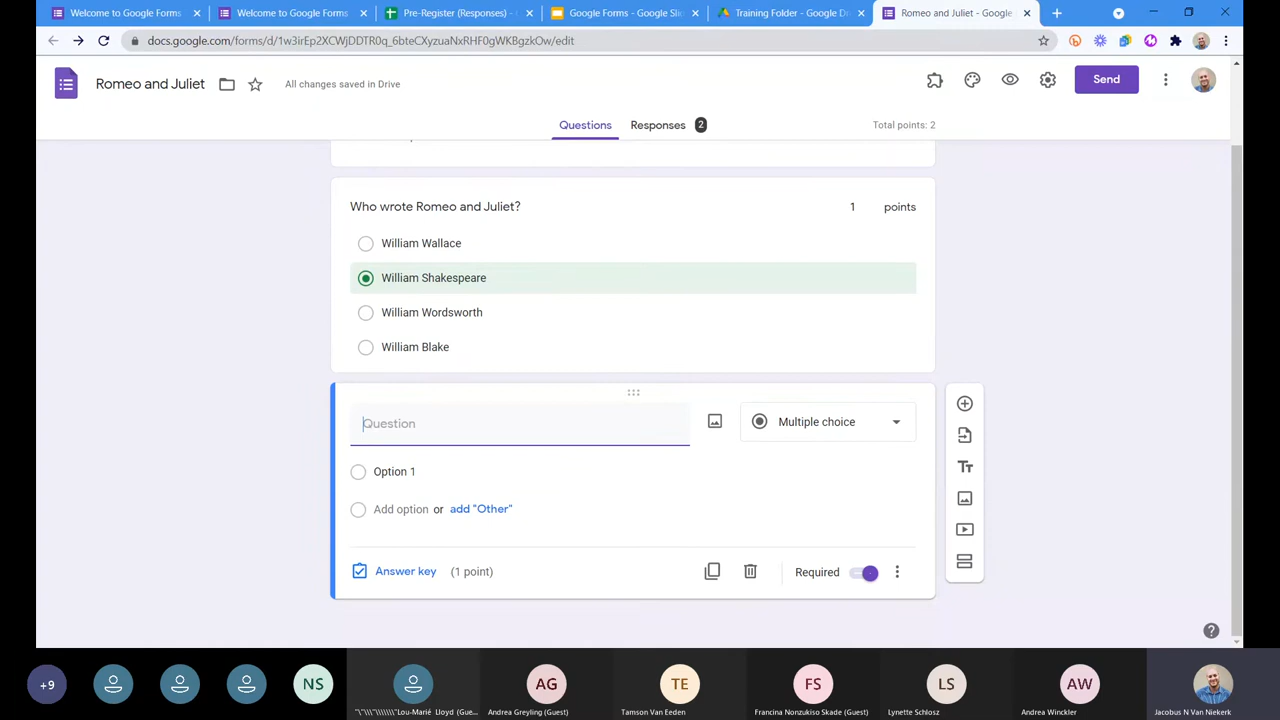 Welcome to Google Forms
Welcome to Google Forms
Pre-Register (Responses) -
Google Forms - Google Sli
Training Folder - Google D
Romeo and Juliet - Google
docs.google.com/forms/d/1w3irEp2XCWjDDTR0q_6bteCXyzuaNxRHF0gWKBgzkOw/edit
Romeo and Juliet
All changes saved in Drive
Send
Questions
Responses 2
Total points: 2
Who wrote Romeo and Juliet?
1 points
William Wallace
William Shakespeare
William Wordsworth
William Blake
Question
Multiple choice
Option 1
Add option or add "Other"
Answer key (1 point)
Required
+9
NS
AG
TE
FS
LS
AW
"\"\\\"\\\\\\\"Lou-Marié Lloyd (Gue...
Andrea Greyling (Guest)
Tamson Van Eeden
Francina Nonzukiso Skade (Guest)
Lynette Schlosz
Andrea Winckler
Jacobus N Van Niekerk